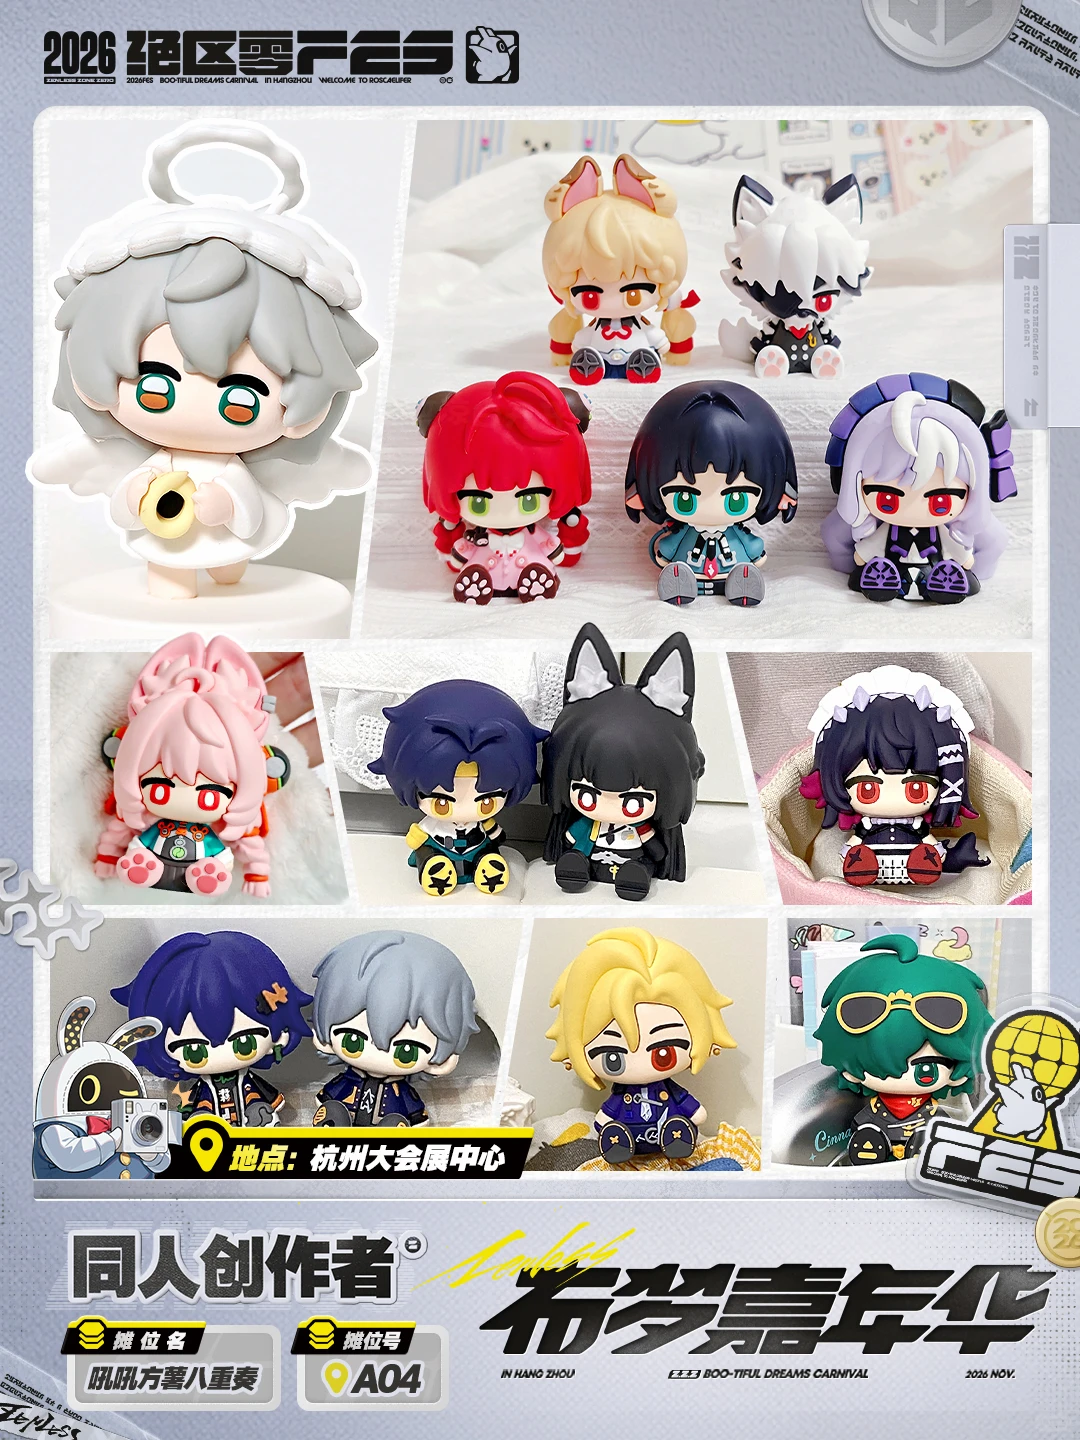 2026 绝区零FES
ZENLESS ZONE ZERO
2026FES BOO-TIFUL DREAMS CARNIVAL IN HANGZHOU WELCOME TO ROSCAELIFER
Cinna
地点：杭州大会展中心
FES
同人创作者
Zenless
布梦嘉年华
摊位名
吼吼方薯八重奏
摊位号
A04
IN HANG ZHOU
ZZZ BOO-TIFUL DREAMS CARNIVAL
2026 NOV.